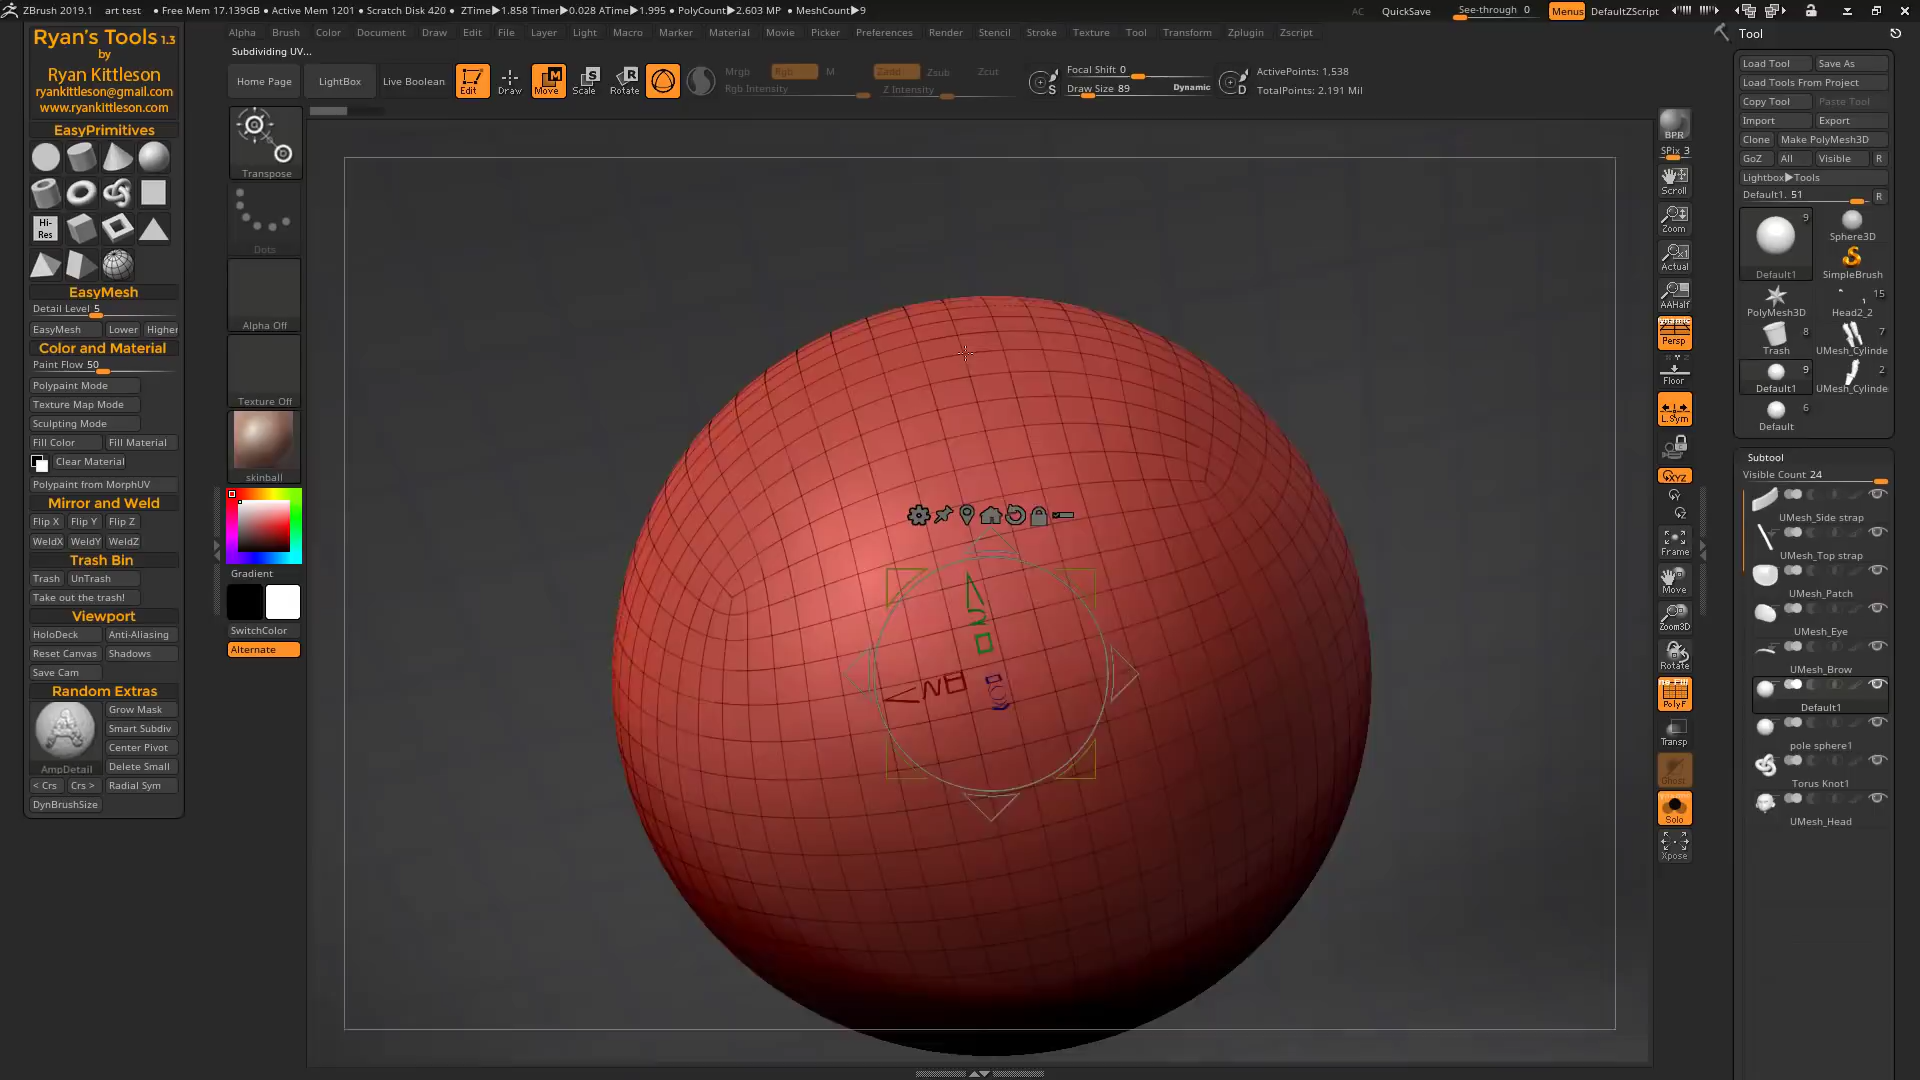 ZBrush 2019.1 art test • Free Mem 17.139GB • Active Mem 1201 • Scratch Disk 420 • ZTime▶1.858 Timer▶0.028 ATime▶1.995 • PolyCount▶2.603 MP • MeshCount▶9
AC QuickSave See-through 0 Menus DefaultZScript
Alpha Brush Color Document Draw Edit File Layer Light Macro Marker Material Movie Picker Preferences Render Stencil Stroke Texture Tool Transform Zplugin Zscript
Subdividing UV...
Home Page LightBox Live Boolean Edit Draw Move Scale Rotate
Mrgb Rgb M Zadd Zsub Zcut
Rgb Intensity Z Intensity
Focal Shift 0
Draw Size 89 Dynamic
S D
ActivePoints: 1,538
TotalPoints: 2.191 Mil
Ryan's Tools 1.3
by
Ryan Kittleson
ryankittleson@gmail.com
www.ryankittleson.com
EasyPrimitives
Hi-Res
EasyMesh
Detail Level 5
EasyMesh Lower Higher
Color and Material
Paint Flow 50
Polypaint Mode
Texture Map Mode
Sculpting Mode
Fill Color Fill Material
Clear Material
Polypaint from MorphUV
Mirror and Weld
Flip X Flip Y Flip Z
WeldX WeldY WeldZ
Trash Bin
Trash UnTrash
Take out the trash!
Viewport
HoloDeck Anti-Aliasing
Reset Canvas Shadows
Save Cam
Random Extras
Grow Mask
Smart Subdiv
Center Pivot
AmpDetail Delete Small
< Crs Crs > Radial Sym
DynBrushSize
Transpose
Dots
Alpha Off
Texture Off
skinball
Gradient
SwitchColor
Alternate
BPR
SPix 3
Scroll
Zoom
Actual
AAHalf
Persp
Floor
L.Sym
XYZ
Frame
Move
Zoom3D
Rotate
PolyF
Transp
Ghost
Solo
Xpose
Tool
Load Tool Save As
Load Tools From Project
Copy Tool Paste Tool
Import Export
Clone Make PolyMesh3D
GoZ All Visible R
Lightbox▶Tools
Default1. 51 R
9 Sphere3D
Default1 SimpleBrush
15
PolyMesh3D Head2_2
8 7
Trash UMesh_Cylinde
9 2
Default1 UMesh_Cylinde
6
Default
Subtool
Visible Count 24
UMesh_Side strap
UMesh_Top strap
UMesh_Patch
UMesh_Eye
UMesh_Brow
Default1
pole sphere1
Torus Knot1
UMesh_Head